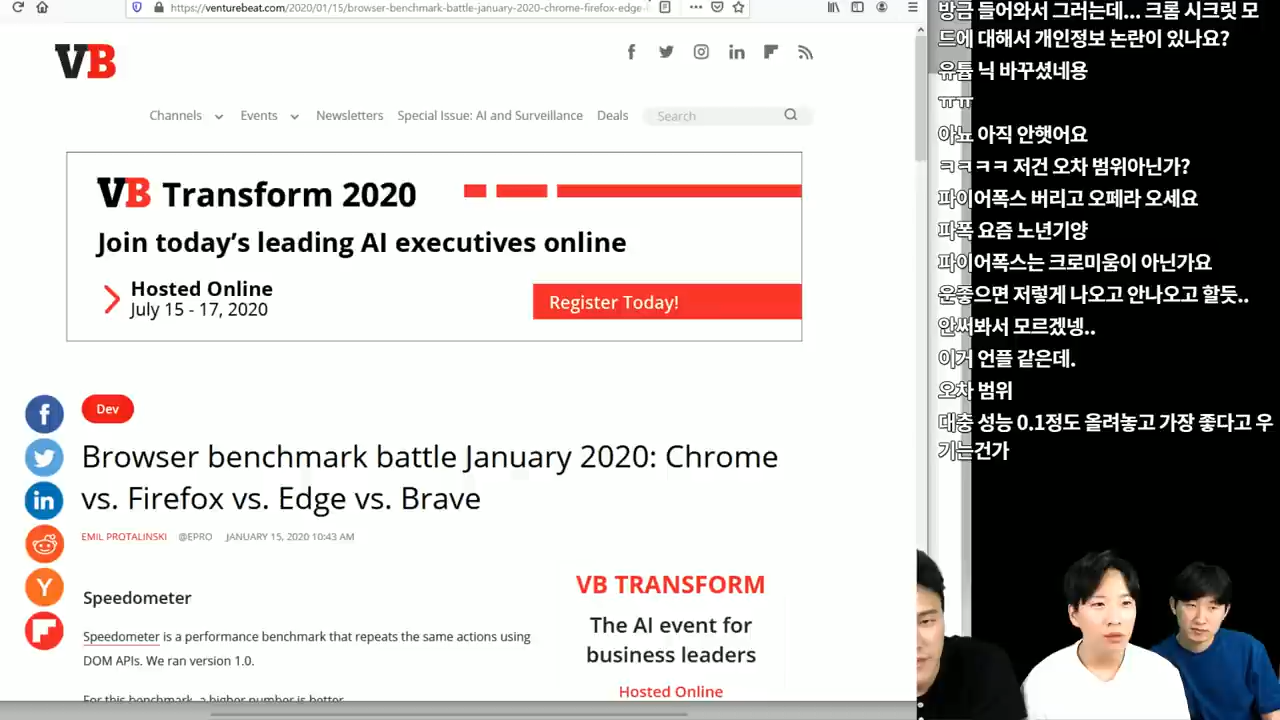 https://venturebeat.com/2020/01/15/browser-benchmark-battle-january-2020-chrome-firefox-edge-
VB
Channels Events Newsletters Special Issue: AI and Surveillance Deals Search
VB Transform 2020
Join today's leading AI executives online
Hosted Online
July 15 - 17, 2020
Register Today!
Dev
Browser benchmark battle January 2020: Chrome
vs. Firefox vs. Edge vs. Brave
EMIL PROTALINSKI @EPRO JANUARY 15, 2020 10:43 AM
Speedometer
Speedometer is a performance benchmark that repeats the same actions using
DOM APIs. We ran version 1.0.
For this benchmark, a higher number is better.
VB TRANSFORM
The AI event for
business leaders
Hosted Online
방금 들어와서 그러는데... 크롬 시크릿 모
드에 대해서 개인정보 논란이 있나요?
유튭 닉 바꾸셨네용
ㅠㅠ
아뇨 아직 안햇어요
ㅋㅋㅋㅋ 저건 오차 범위아닌가?
파이어폭스 버리고 오페라 오세요
파폭 요즘 노년기양
파이어폭스는 크로미움이 아닌가요
운좋으면 저렇게 나오고 안나오고 할듯..
안써봐서 모르겠넹..
이거 언플 같은데.
오차 범위
대충 성능 0.1정도 올려놓고 가장 좋다고 우
기는건가